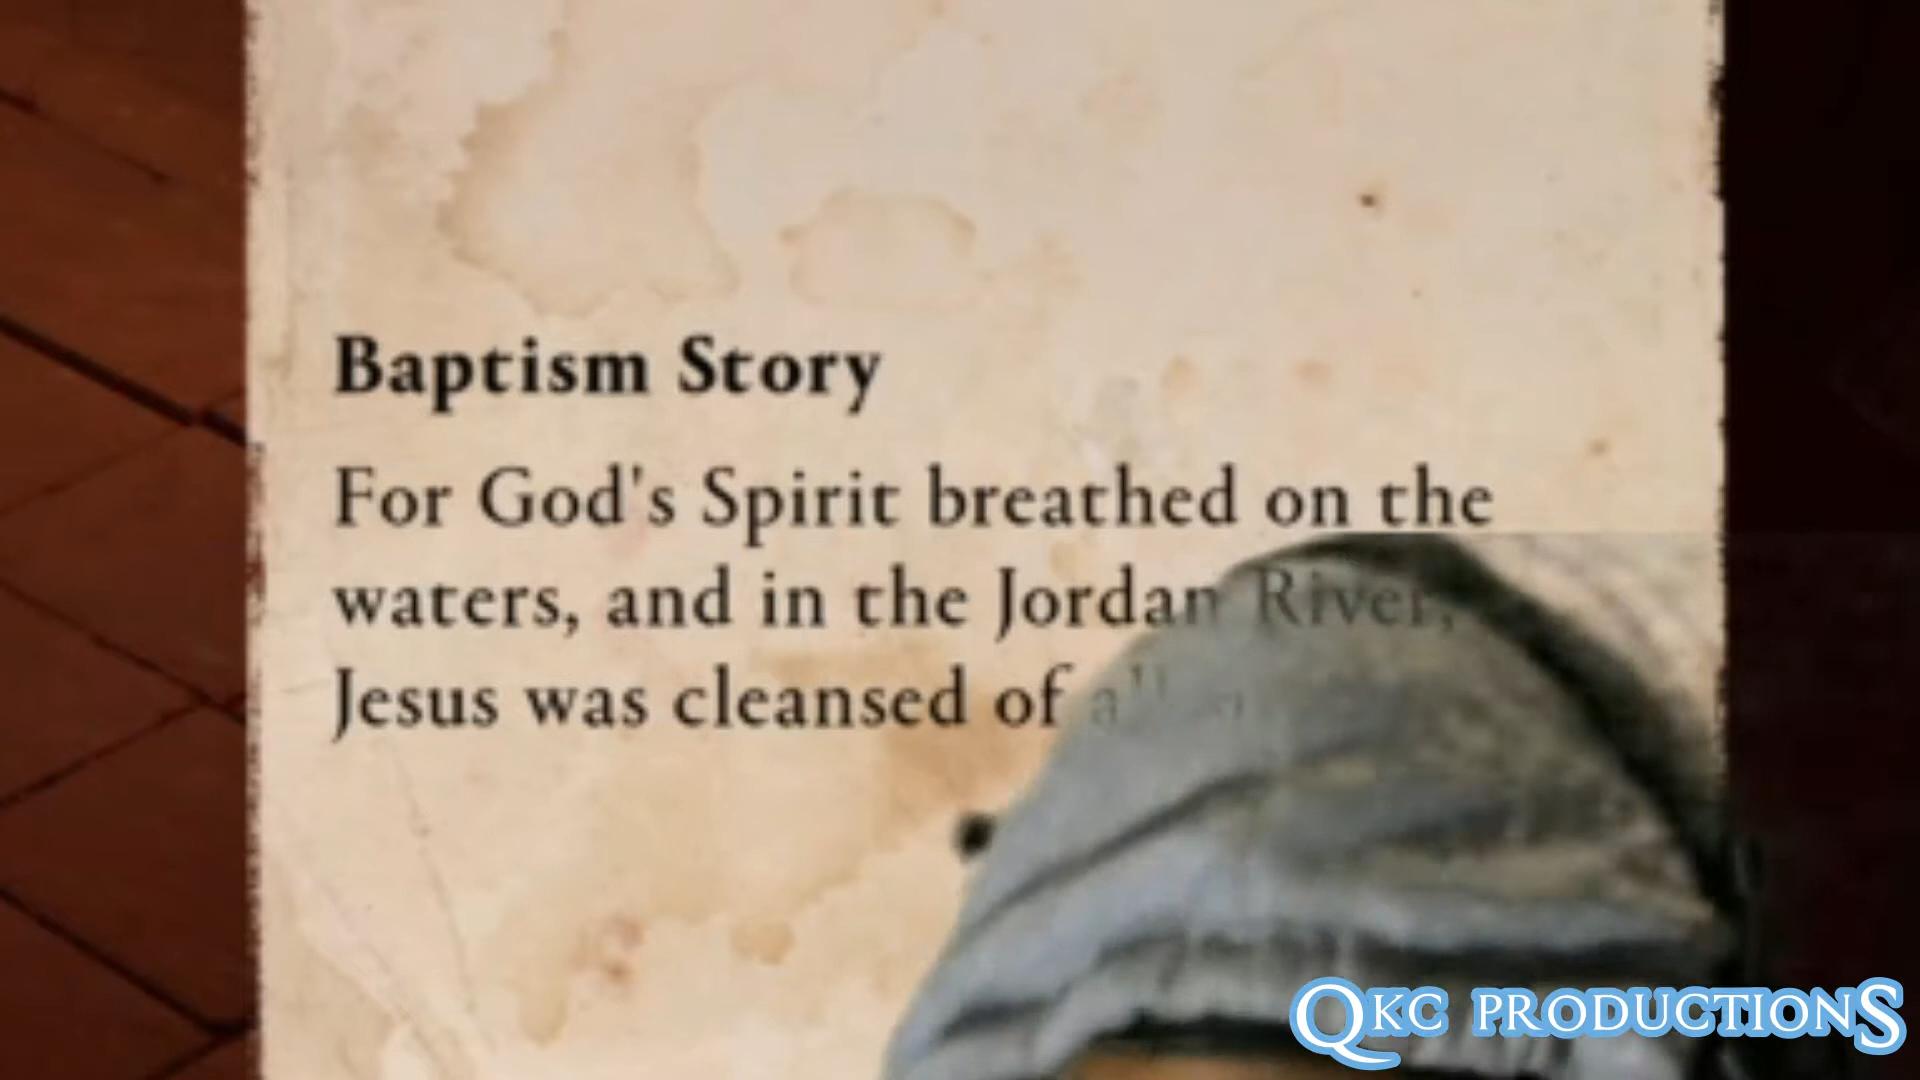 Baptism Story
For God's Spirit breathed on the
waters, and in the Jordan River,
Jesus was cleansed of all
QKC PRODUCTIONS